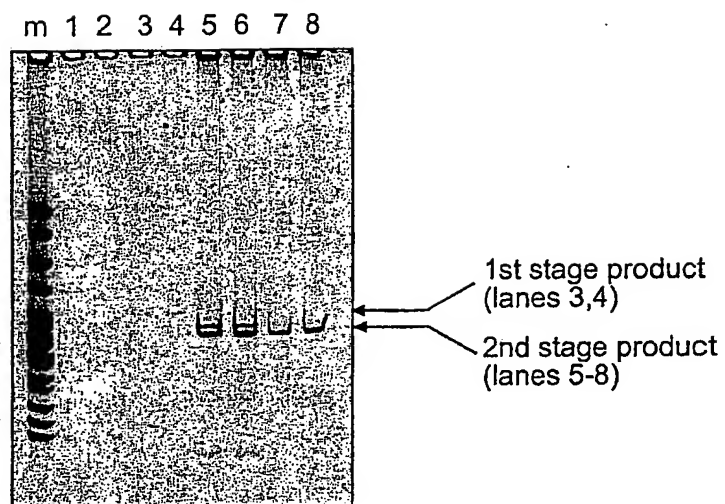 m 1 2 3 4 5 6 7 8
1st stage product
(lanes 3,4)
2nd stage product
(lanes 5-8)